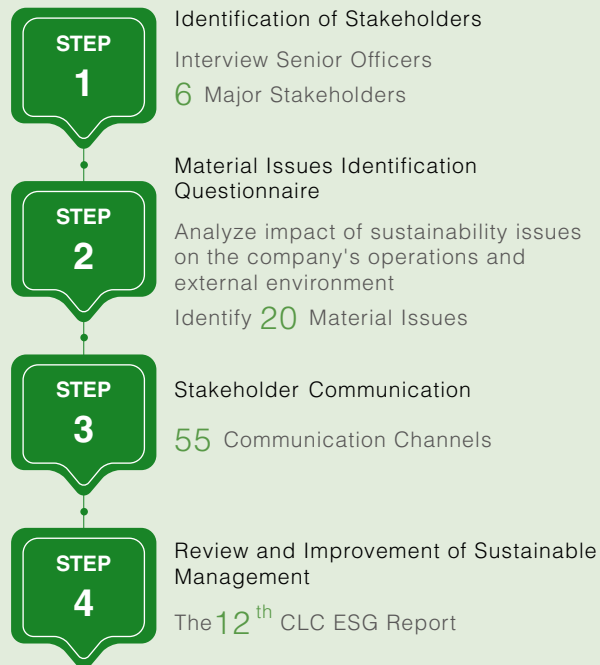 STEP
1
Identification of Stakeholders
Interview Senior Officers
6 Major Stakeholders
STEP
2
Material Issues Identification
Questionnaire
Analyze impact of sustainability issues
on the company's operations and
external environment
Identify 20 Material Issues
STEP
3
Stakeholder Communication
55 Communication Channels
STEP
4
Review and Improvement of Sustainable
Management
The 12th CLC ESG Report